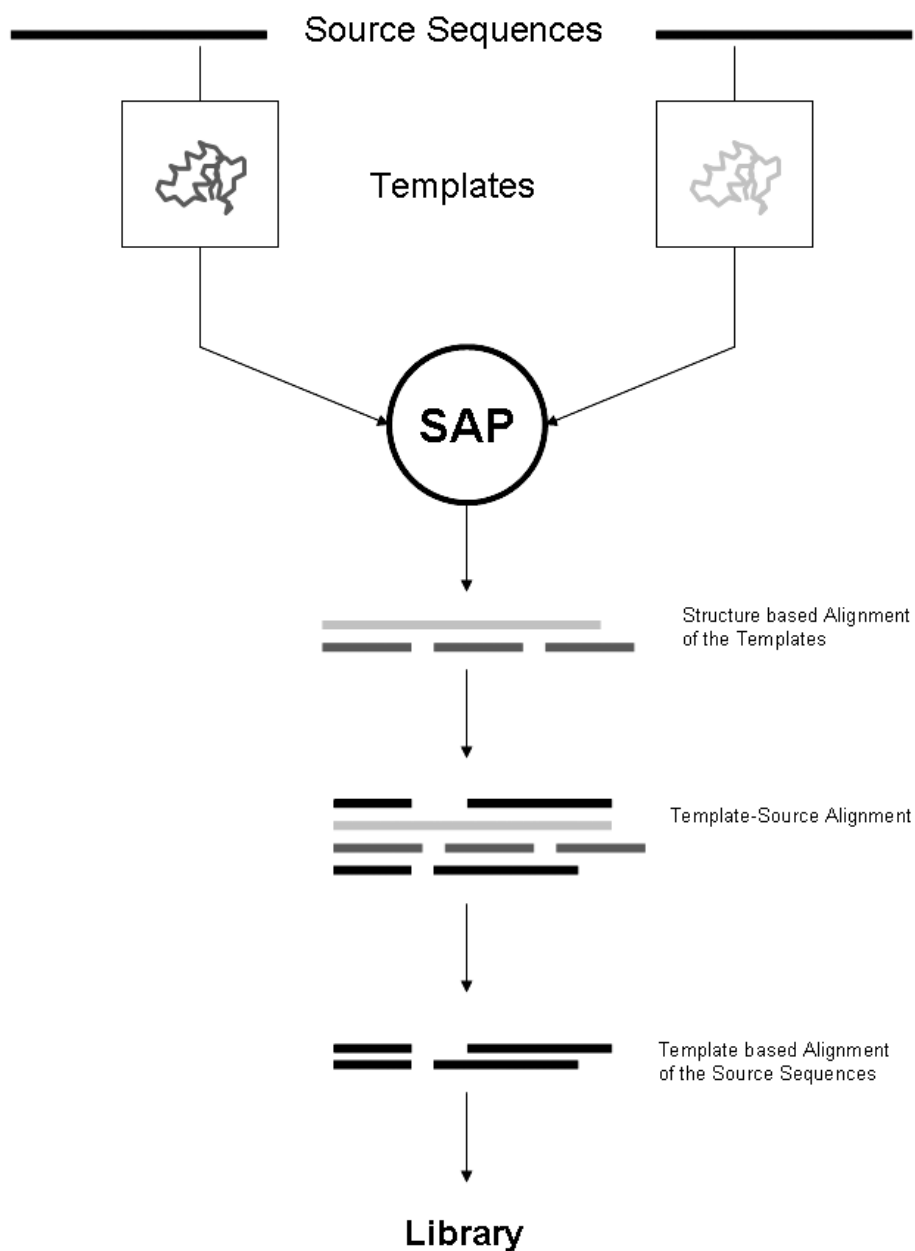 Source Sequences
Templates
SAP
Structure based Alignment
of the Templates
Template-Source Alignment
Template based Alignment
of the Source Sequences
Library